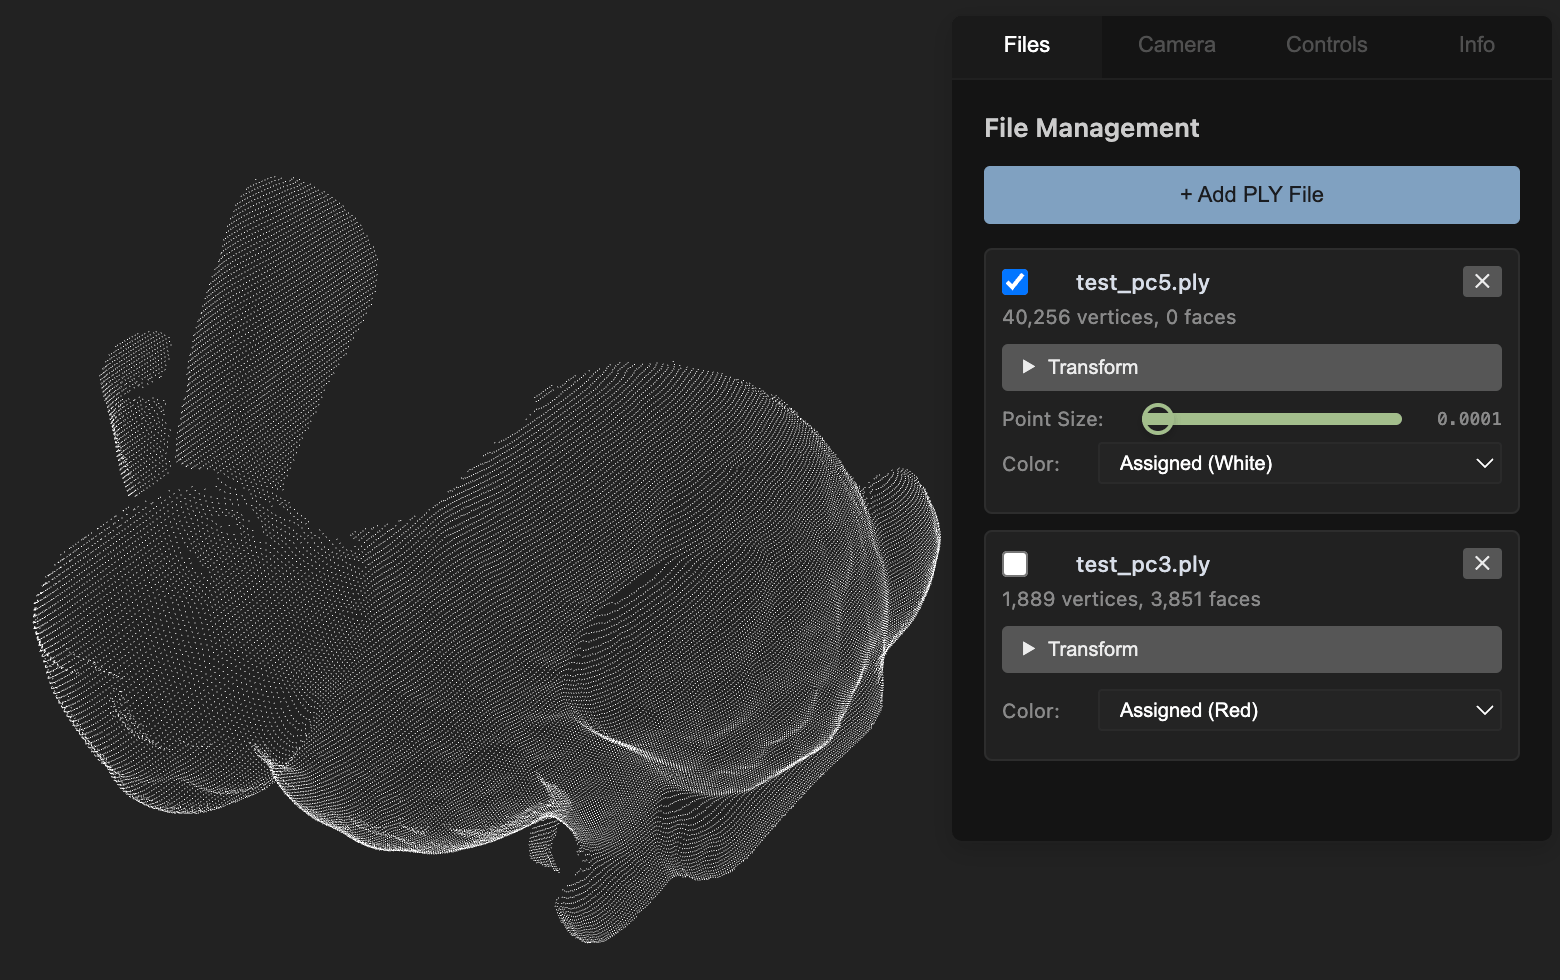 Files Camera Controls Info
File Management
+ Add PLY File
test_pc5.ply
40,256 vertices, 0 faces
Transform
Point Size: 0.0001
Color: Assigned (White)
test_pc3.ply
1,889 vertices, 3,851 faces
Transform
Color: Assigned (Red)